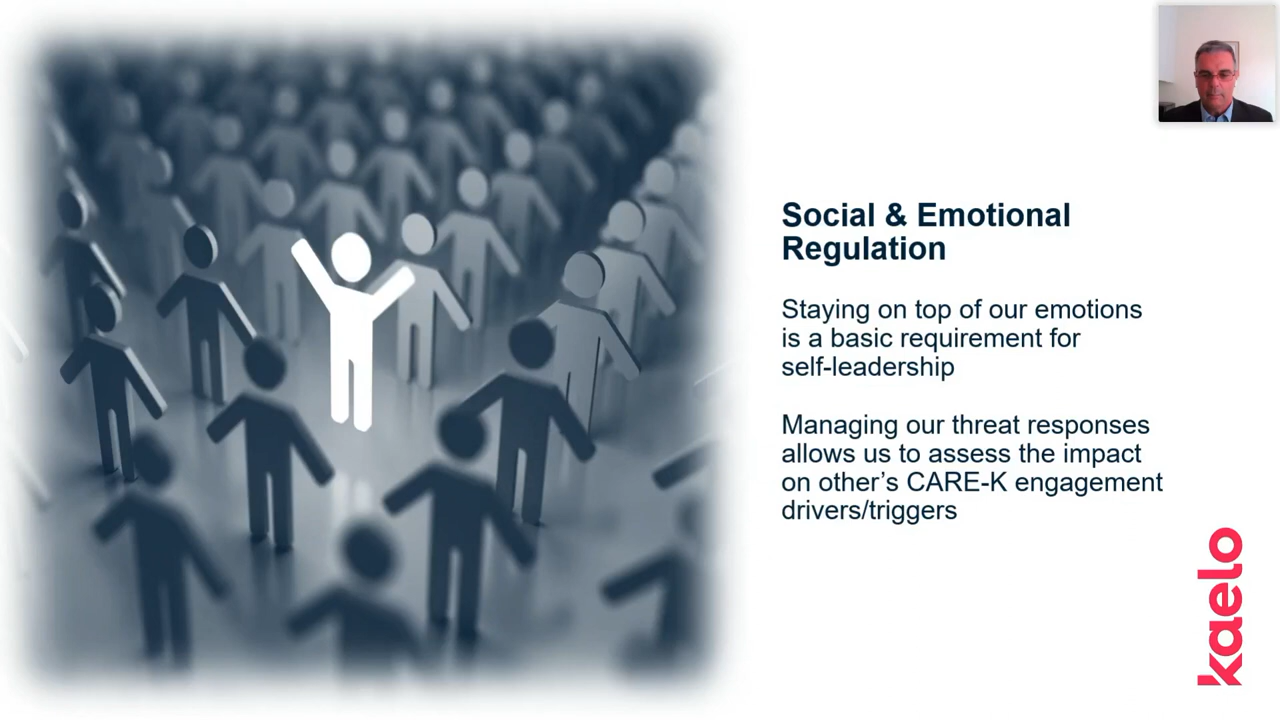 Social & Emotional
Regulation
Staying on top of our emotions
is a basic requirement for
self-leadership
Managing our threat responses
allows us to assess the impact
on other’s CARE-K engagement
drivers/triggers
kaelo